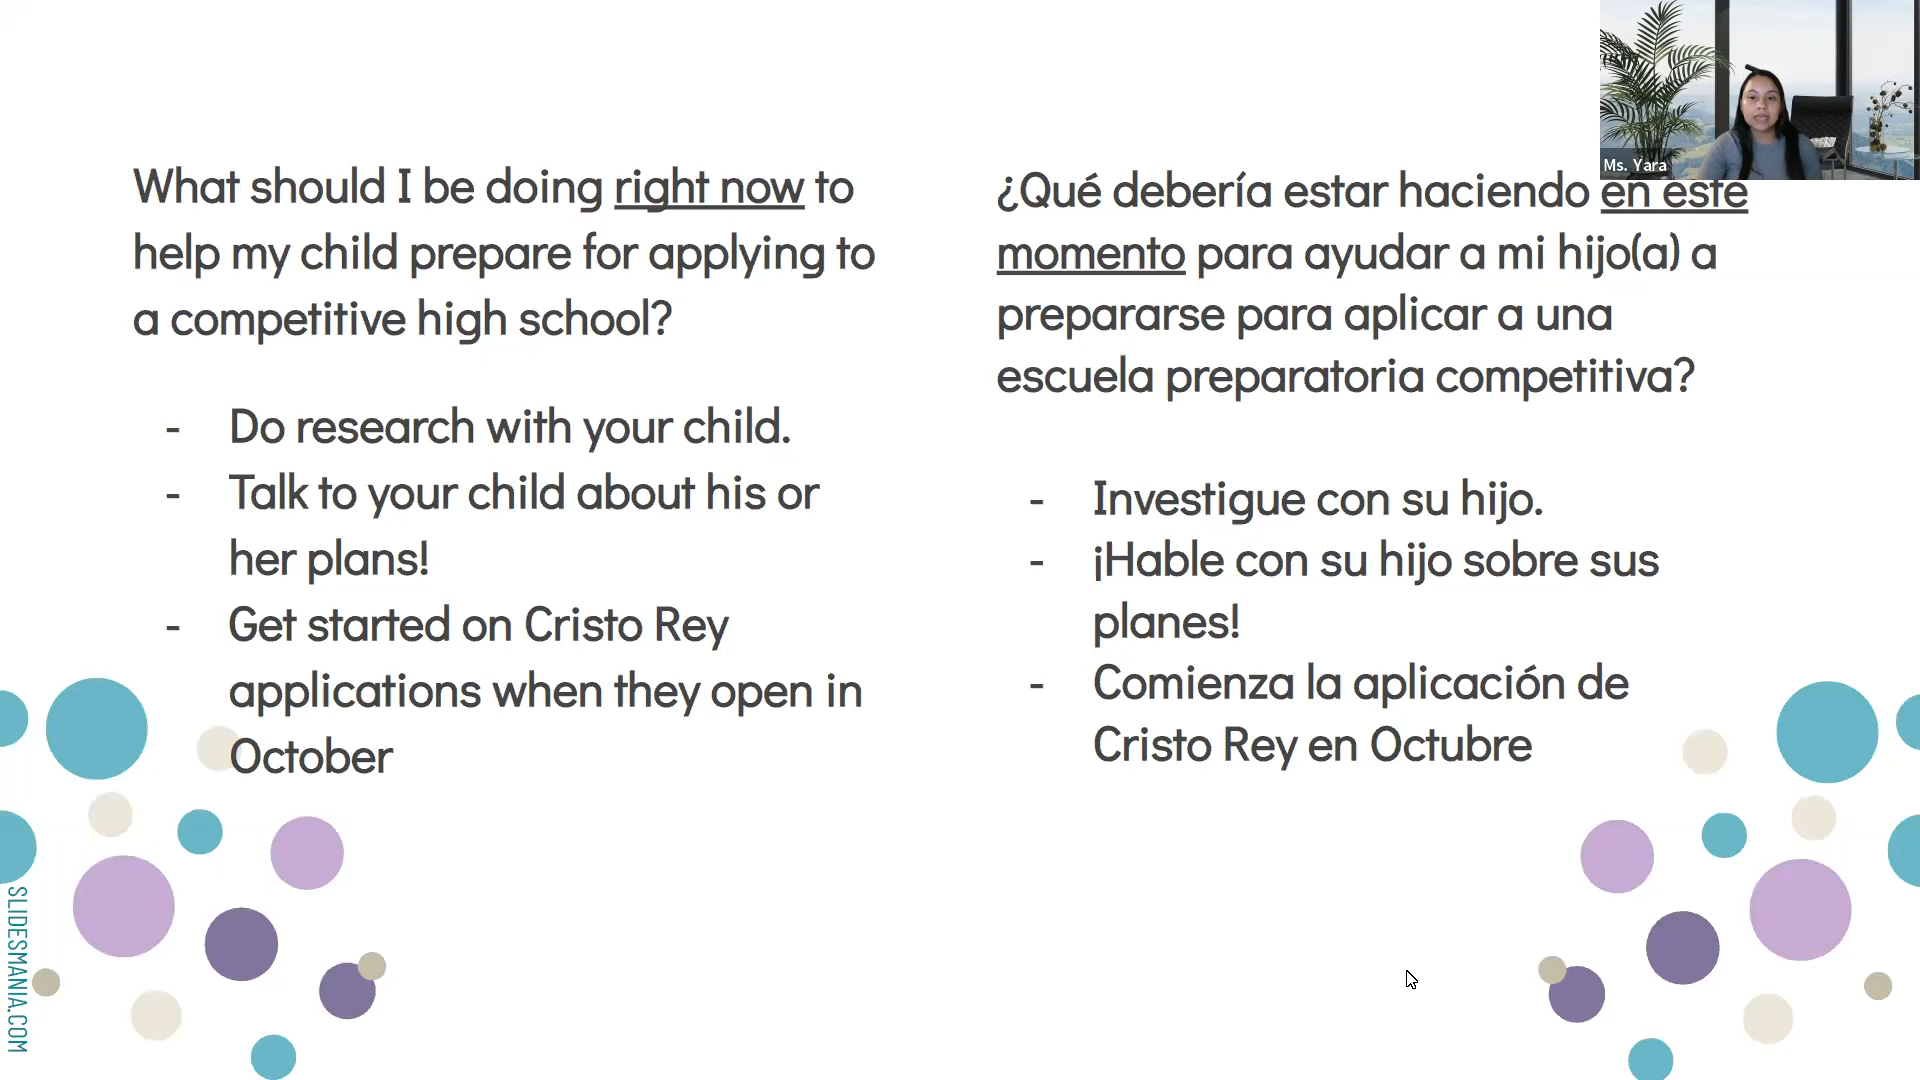 What should I be doing right now to
help my child prepare for applying to
a competitive high school?
- Do research with your child.
- Talk to your child about his or
her plans!
- Get started on Cristo Rey
applications when they open in
October
¿Qué debería estar haciendo en este
momento para ayudar a mi hijo(a) a
prepararse para aplicar a una
escuela preparatoria competitiva?
- Investigue con su hijo.
- ¡Hable con su hijo sobre sus
planes!
- Comienza la aplicación de
Cristo Rey en Octubre
Ms. Yara
SLIDESMANIA.COM